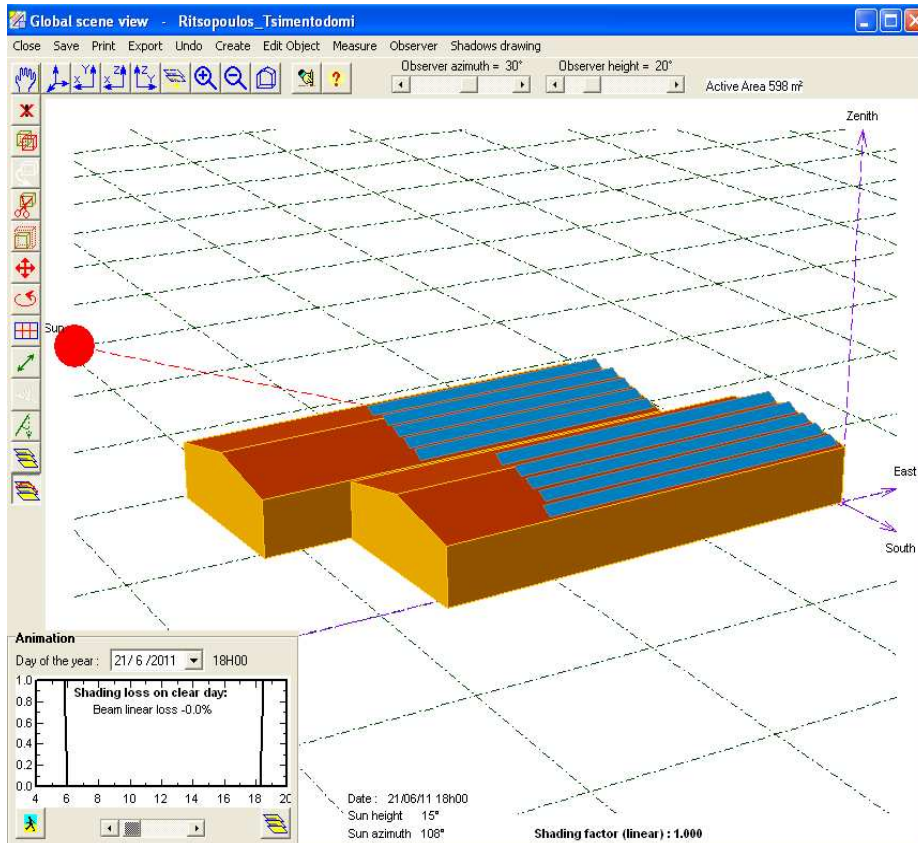 Global scene view - Ritsopoulos_Tsimentodomi
Close Save Print Export Undo Create Edit Object Measure Observer Shadows drawing
Observer azimuth = 30° Observer height = 20°
Active Area 598 m²
X Y X Z Z Y ?
Zenith
Sun
East
South
Animation
Day of the year : 21/ 6 /2011 18H00
1.0
0.8
0.6
0.4
0.2
0.0
Shading loss on clear day:
Beam linear loss -0.0%
4 6 8 10 12 14 16 18 20
Date : 21/06/11 18h00
Sun height 15°
Sun azimuth 108°
Shading factor (linear) : 1.000